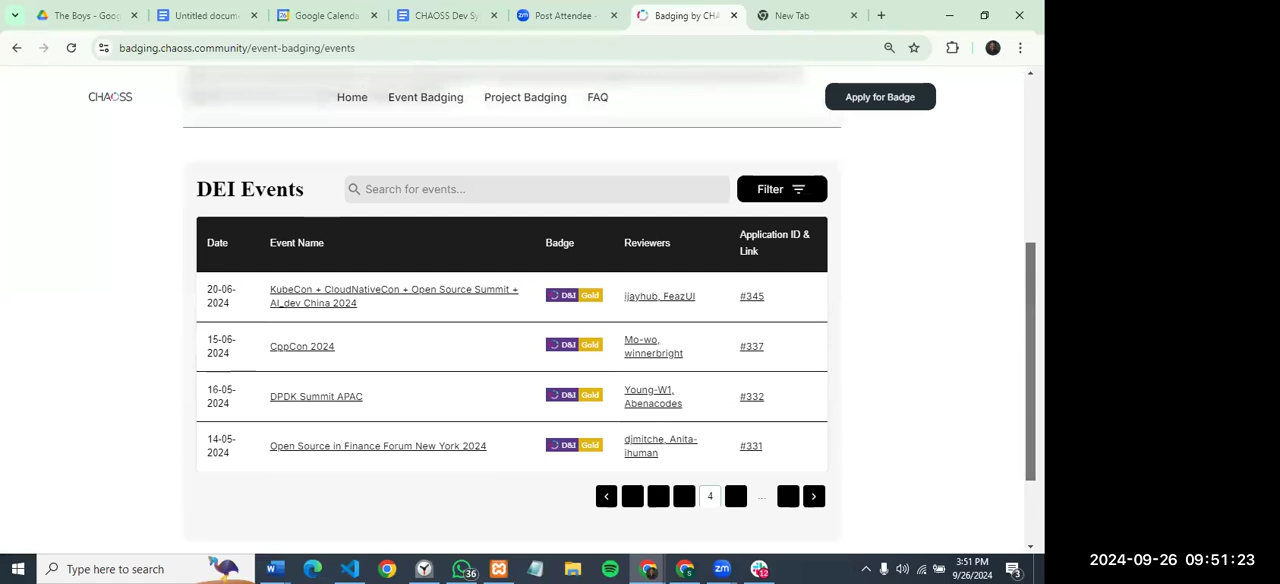 The Boys - Goo
Untitled docum
Google Calenda
CHAOSS Dev Sy
Post Attendee -
Badging by CHA
New Tab
badging.chaoss.community/event-badging/events
CHAOSS
Home
Event Badging
Project Badging
FAQ
Apply for Badge
DEI Events
Search for events...
Filter
Date
Event Name
Badge
Reviewers
Application ID &
Link
20-06-
2024
KubeCon + CloudNativeCon + Open Source Summit +
AI_dev China 2024
D&I Gold
ijayhub, FeazUI
#345
15-06-
2024
CppCon 2024
D&I Gold
Mo-wo,
winnerbright
#337
16-05-
2024
DPDK Summit APAC
D&I Gold
Young-W1,
Abenacodes
#332
14-05-
2024
Open Source in Finance Forum New York 2024
D&I Gold
djmitche, Anita-
ihuman
#331
4
...
Type here to search
36
12
3:51 PM
9/26/2024
3
2024-09-26 09:51:23